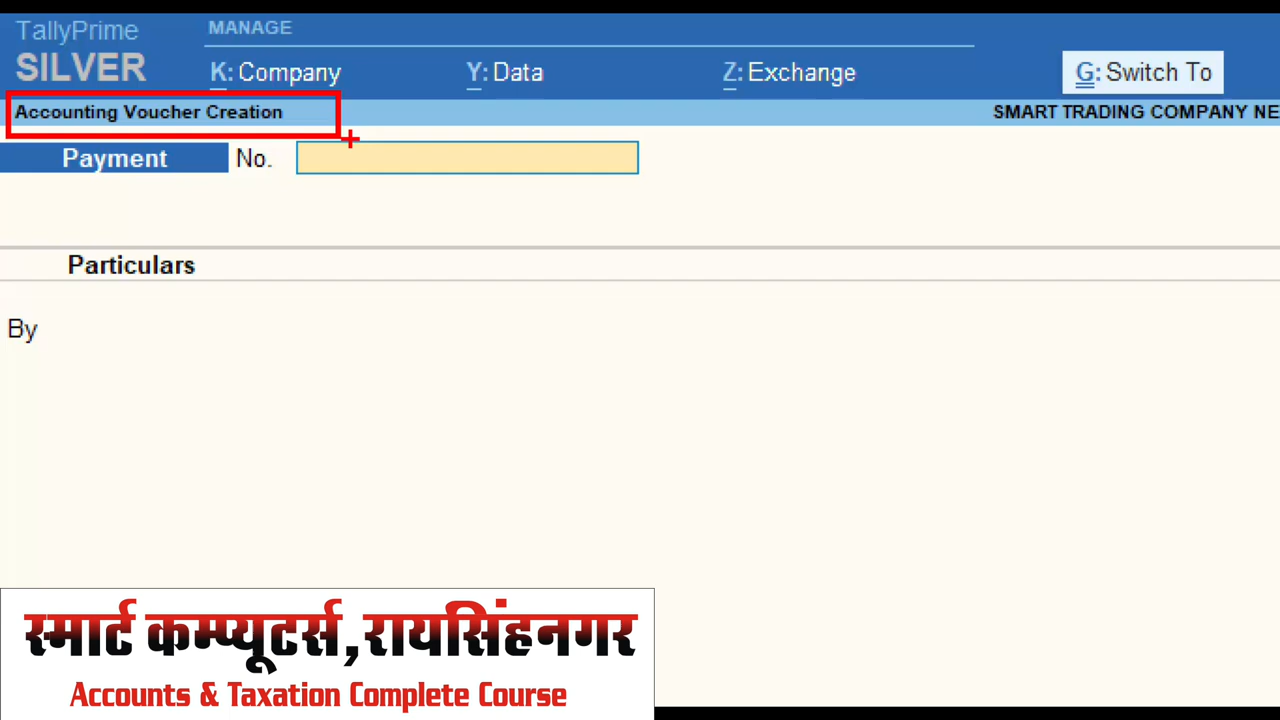 TallyPrime
MANAGE
SILVER
K: Company
Y: Data
Z: Exchange
G: Switch To
Accounting Voucher Creation
SMART TRADING COMPANY NE
Payment
No.
Particulars
By
स्मार्ट कम्प्यूटर्स,रायसिंहनगर
Accounts & Taxation Complete Course